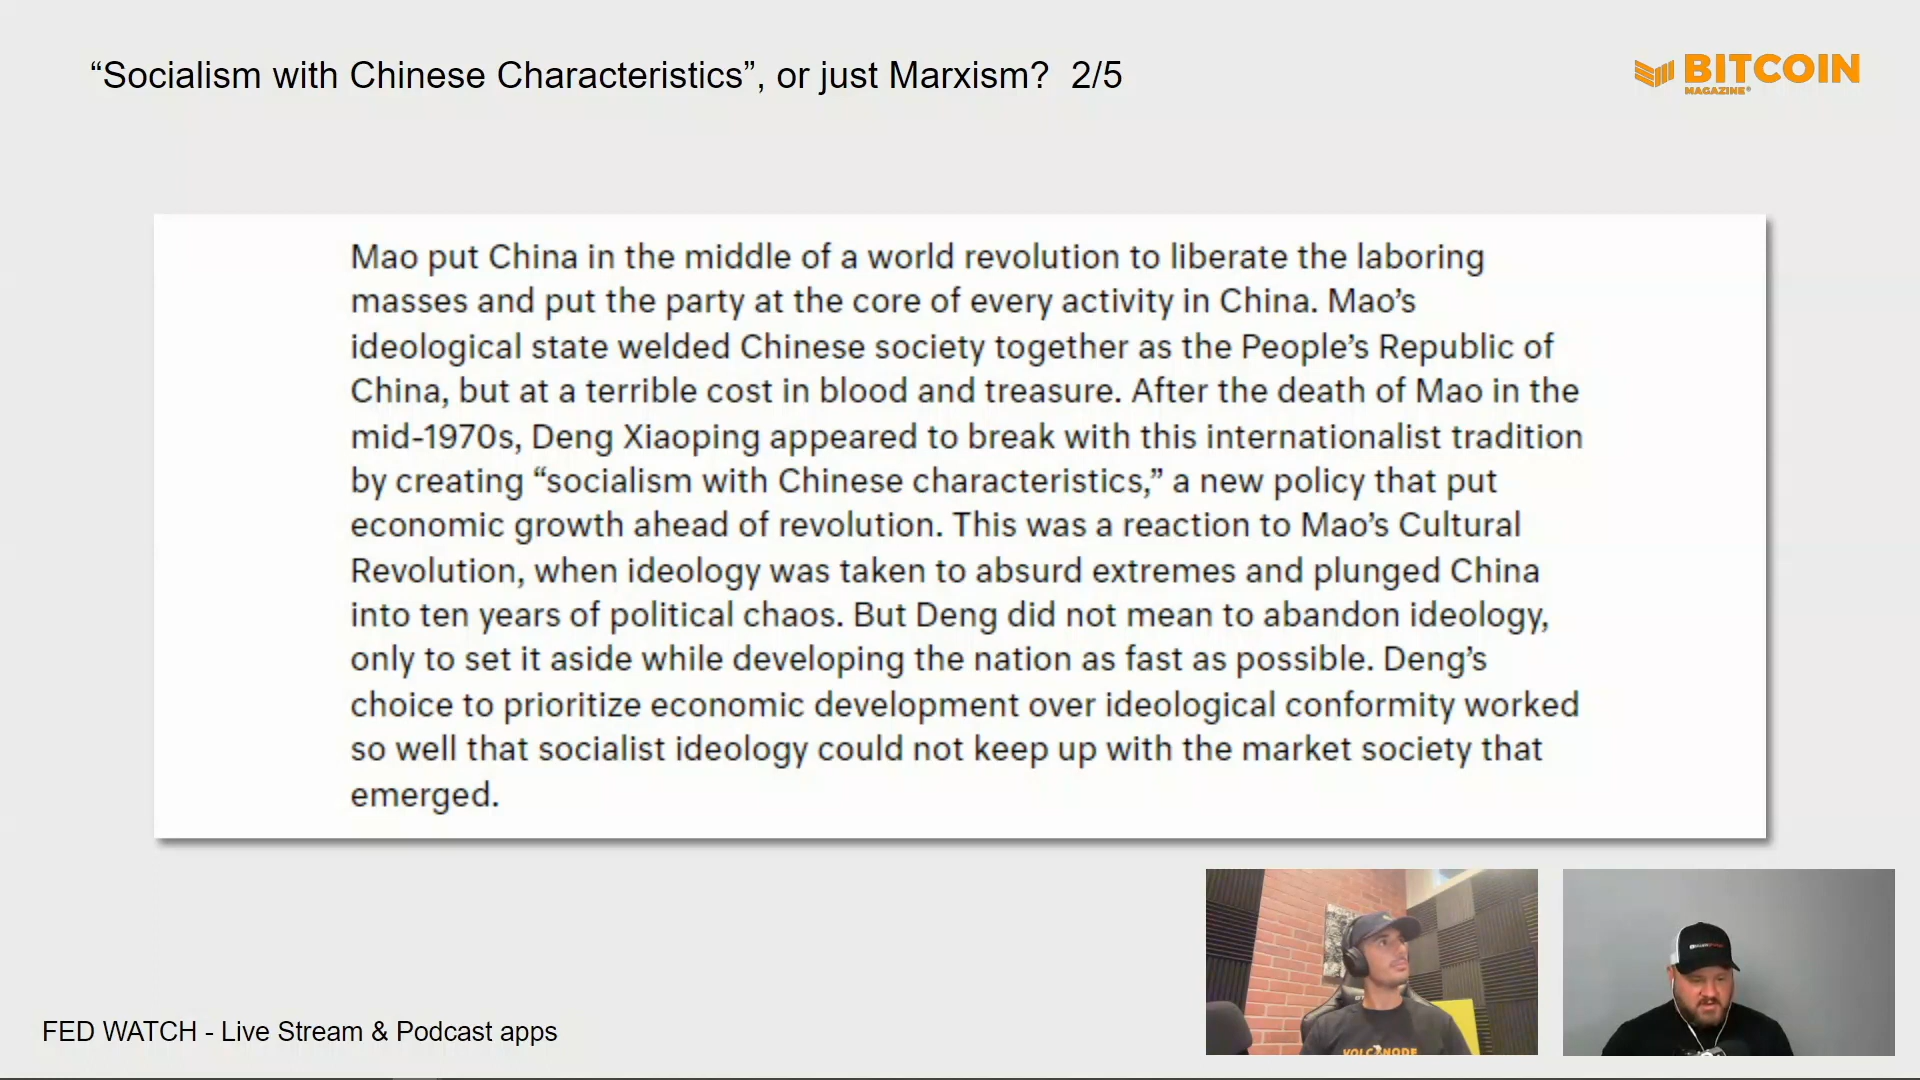 “Socialism with Chinese Characteristics”, or just Marxism? 2/5
BITCOIN
MAGAZINE®
Mao put China in the middle of a world revolution to liberate the laboring
masses and put the party at the core of every activity in China. Mao’s
ideological state welded Chinese society together as the People’s Republic of
China, but at a terrible cost in blood and treasure. After the death of Mao in the
mid-1970s, Deng Xiaoping appeared to break with this internationalist tradition
by creating “socialism with Chinese characteristics,” a new policy that put
economic growth ahead of revolution. This was a reaction to Mao’s Cultural
Revolution, when ideology was taken to absurd extremes and plunged China
into ten years of political chaos. But Deng did not mean to abandon ideology,
only to set it aside while developing the nation as fast as possible. Deng’s
choice to prioritize economic development over ideological conformity worked
so well that socialist ideology could not keep up with the market society that
emerged.
VOLCANODE
FED WATCH - Live Stream & Podcast apps